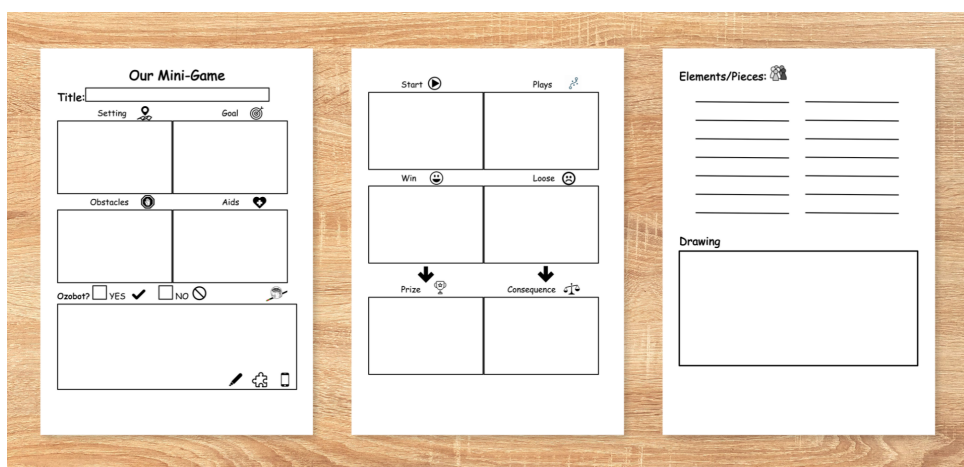 Our Mini-Game
Title:
Setting Goal
Obstacles Aids
Ozobot? YES NO
Start Plays
Win Loose
Prize Consequence
Elements/Pieces:
Drawing